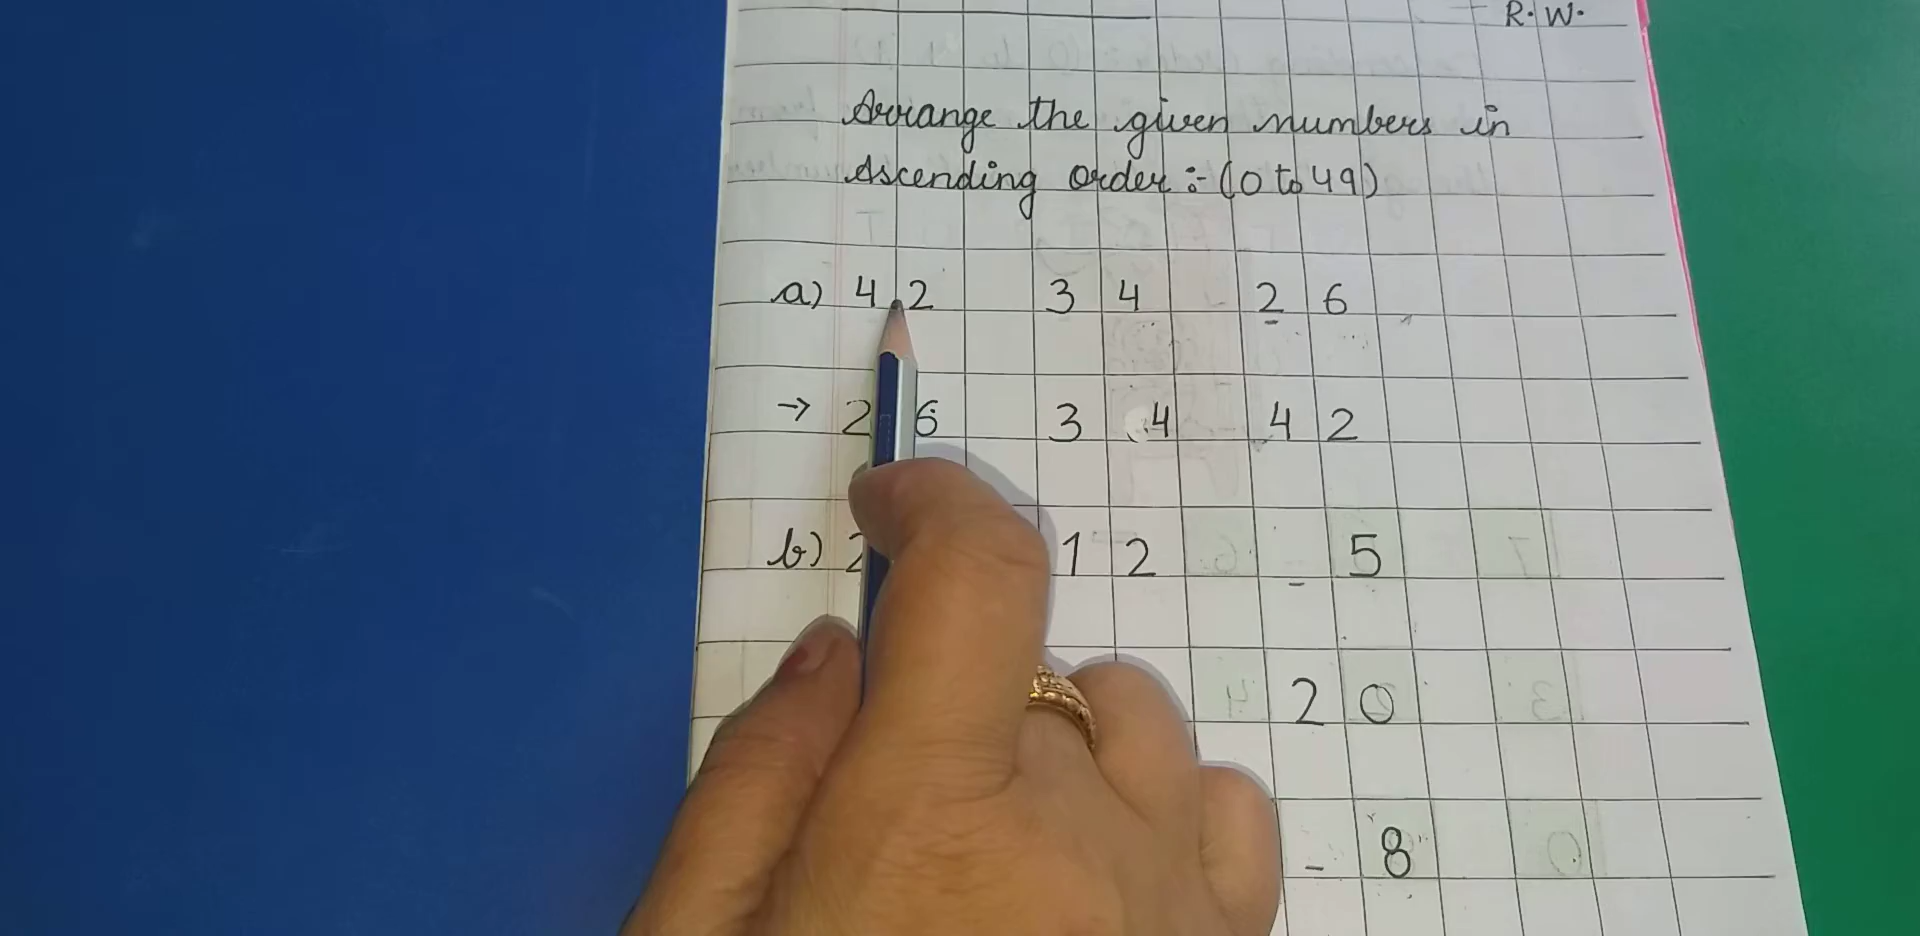 R.W.
Arrange the given numbers in
Ascending Order :- (0 to 49)
a) 42 34 26
→ 26 34 42
b) 2 12 5
20
8